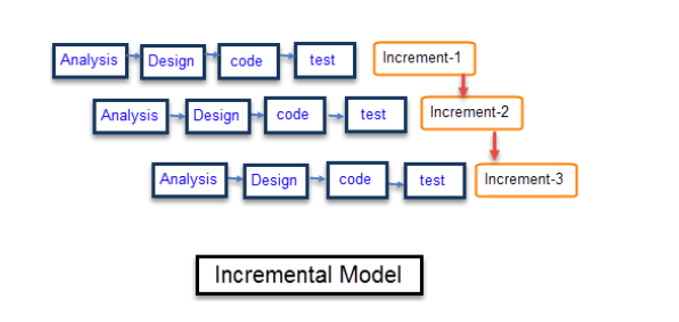 Analysis Design code test Increment-1
Analysis Design code test Increment-2
Analysis Design code test Increment-3
Incremental Model